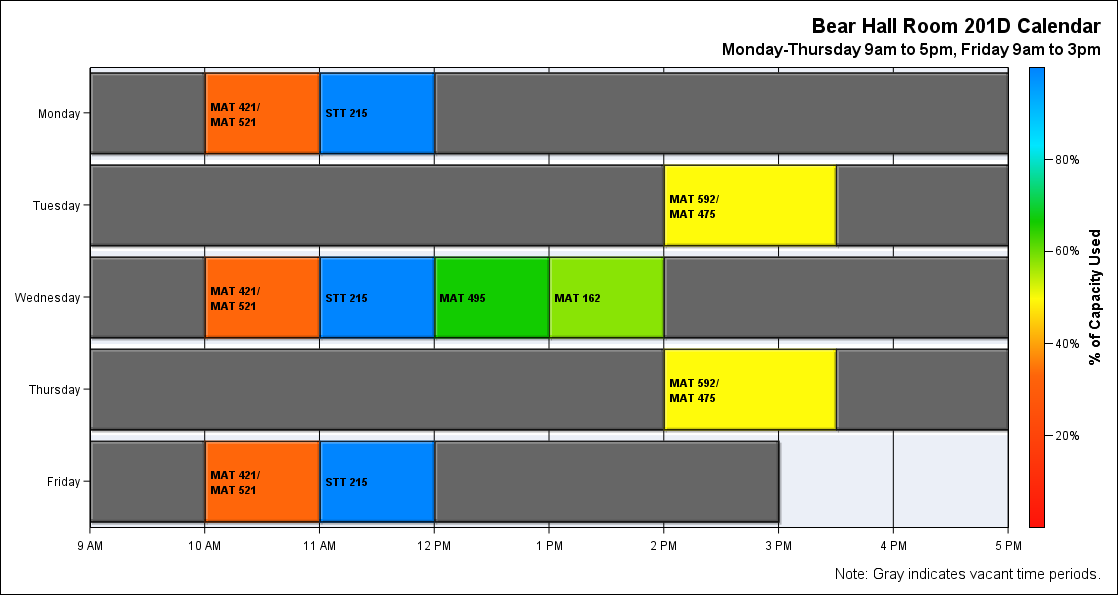 Bear Hall Room 201D Calendar
Monday-Thursday 9am to 5pm, Friday 9am to 3pm
Monday
MAT 421/
MAT 521
STT 215
Tuesday
MAT 592/
MAT 475
Wednesday
MAT 421/
MAT 521
STT 215
MAT 495
MAT 162
Thursday
MAT 592/
MAT 475
Friday
MAT 421/
MAT 521
STT 215
9 AM 10 AM 11 AM 12 PM 1 PM 2 PM 3 PM 4 PM 5 PM
80%
60%
40%
20%
% of Capacity Used
Note: Gray indicates vacant time periods.